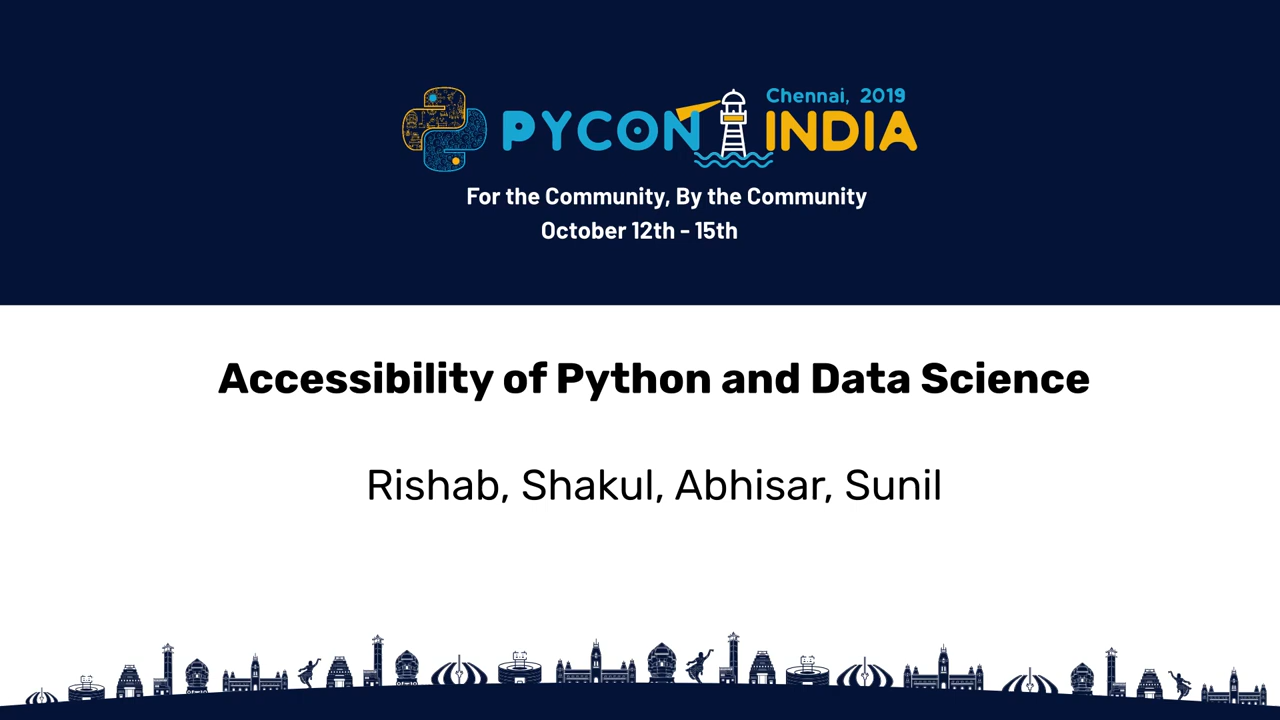 Chennai, 2019
PYCON INDIA
For the Community, By the Community
October 12th - 15th
Accessibility of Python and Data Science
Rishab, Shakul, Abhisar, Sunil